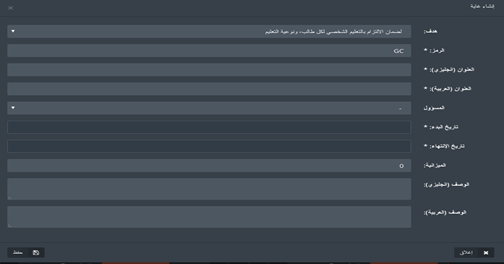 إنشاء غاية
هدف:
لضمان الالتزام بالتعليم الشخصي لكل طالب، ونوعية التعليم
الرمز: *
GC
العنوان (انجليزي): *
العنوان (العربية): *
المسؤول
-
تاريخ البدء: *
تاريخ الانتهاء: *
الميزانية:
0
الوصف (انجليزي):
الوصف (العربية):
إغلاق
حفظ